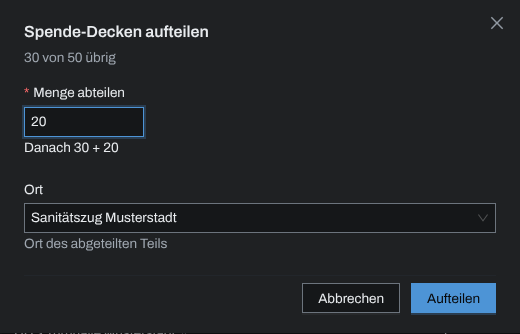 Spende-Decken aufteilen
30 von 50 übrig
* Menge abteilen
20
Danach 30 + 20
Ort
Sanitätszug Musterstadt
Ort des abgeteilten Teils
Abbrechen
Aufteilen